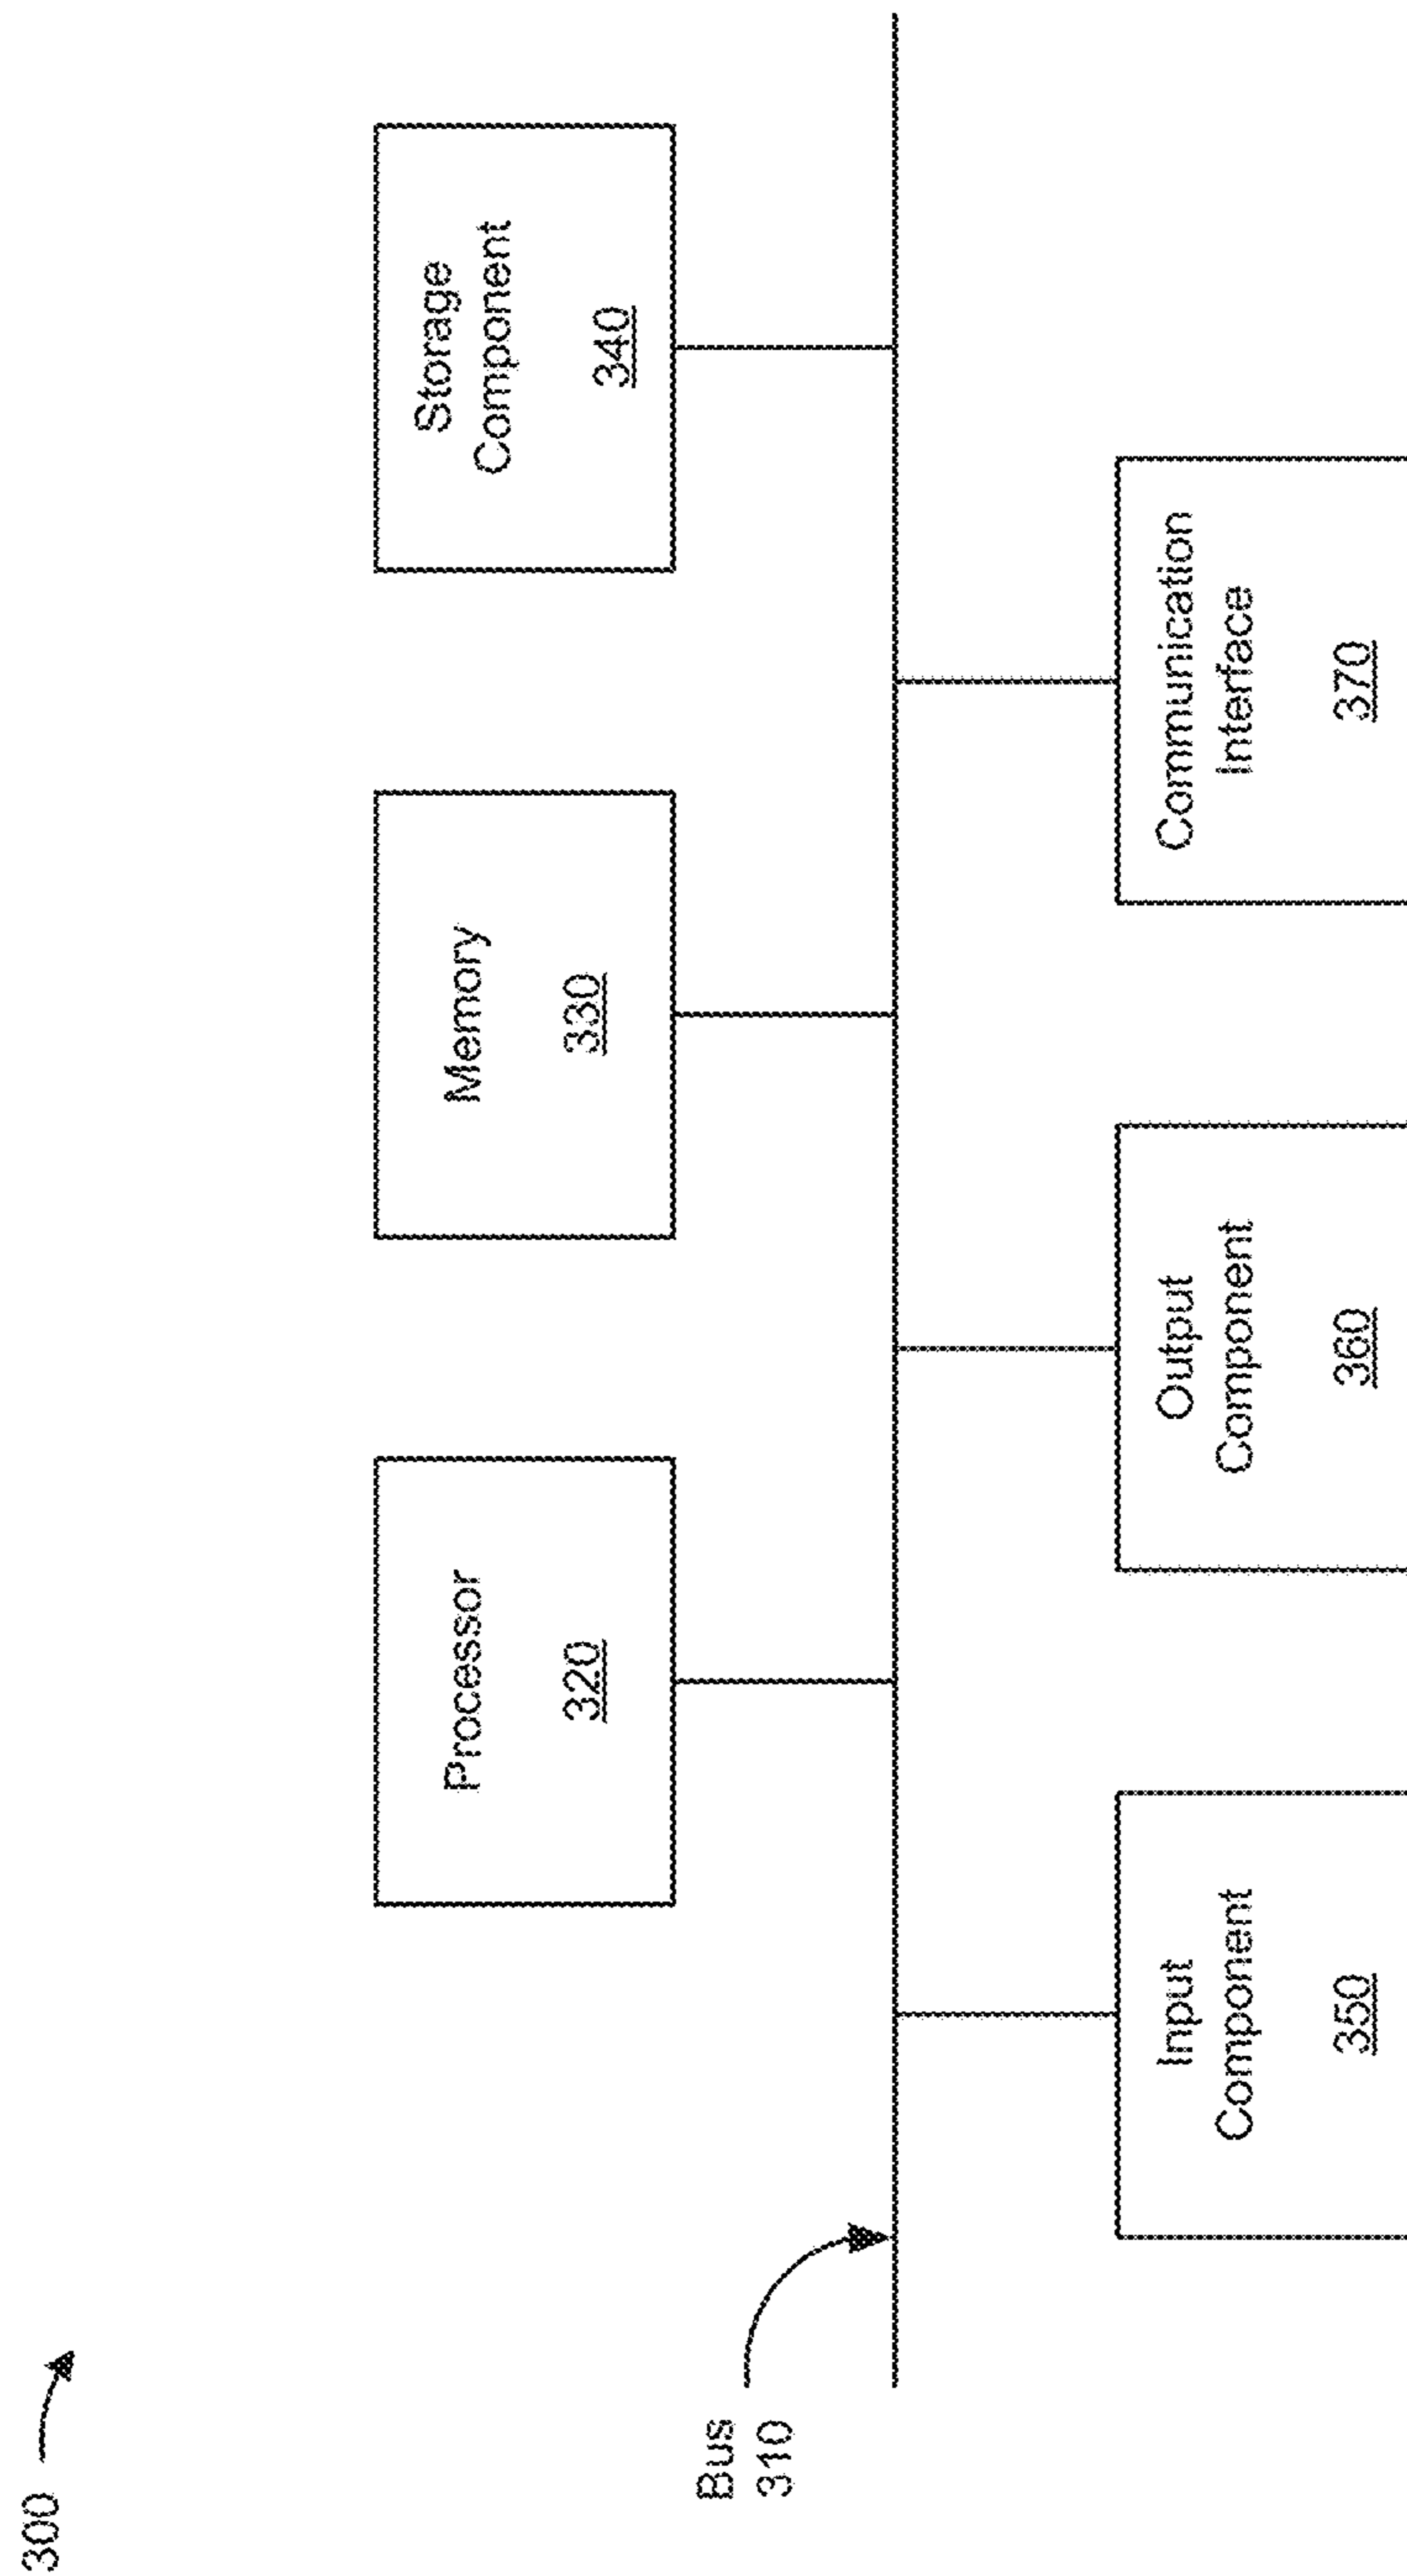 300
Processor
320
Memory
330
Storage
Component
340
Bus
310
Input
Component
350
Output
Component
360
Communication
Interface
370